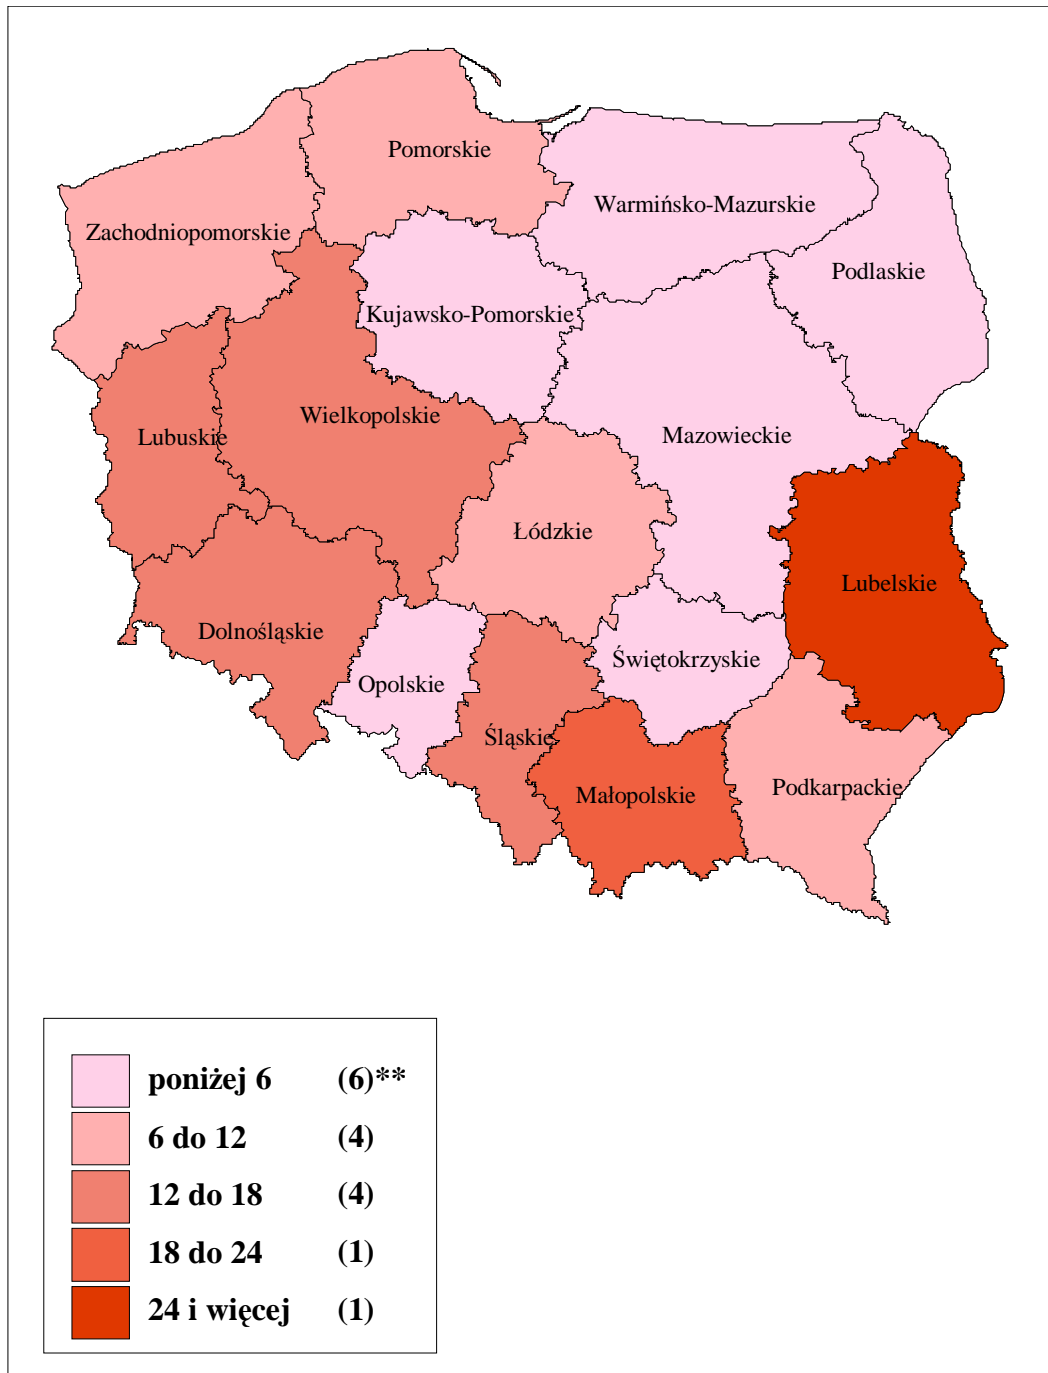 Pomorskie
Warmińsko-Mazurskie
Zachodniopomorskie
Podlaskie
Kujawsko-Pomorskie
Wielkopolskie
Lubuskie
Mazowieckie
Łódzkie
Lubelskie
Dolnośląskie
Świętokrzyskie
Opolskie
Śląskie
Małopolskie
Podkarpackie
poniżej 6 (6)**
6 do 12 (4)
12 do 18 (4)
18 do 24 (1)
24 i więcej (1)